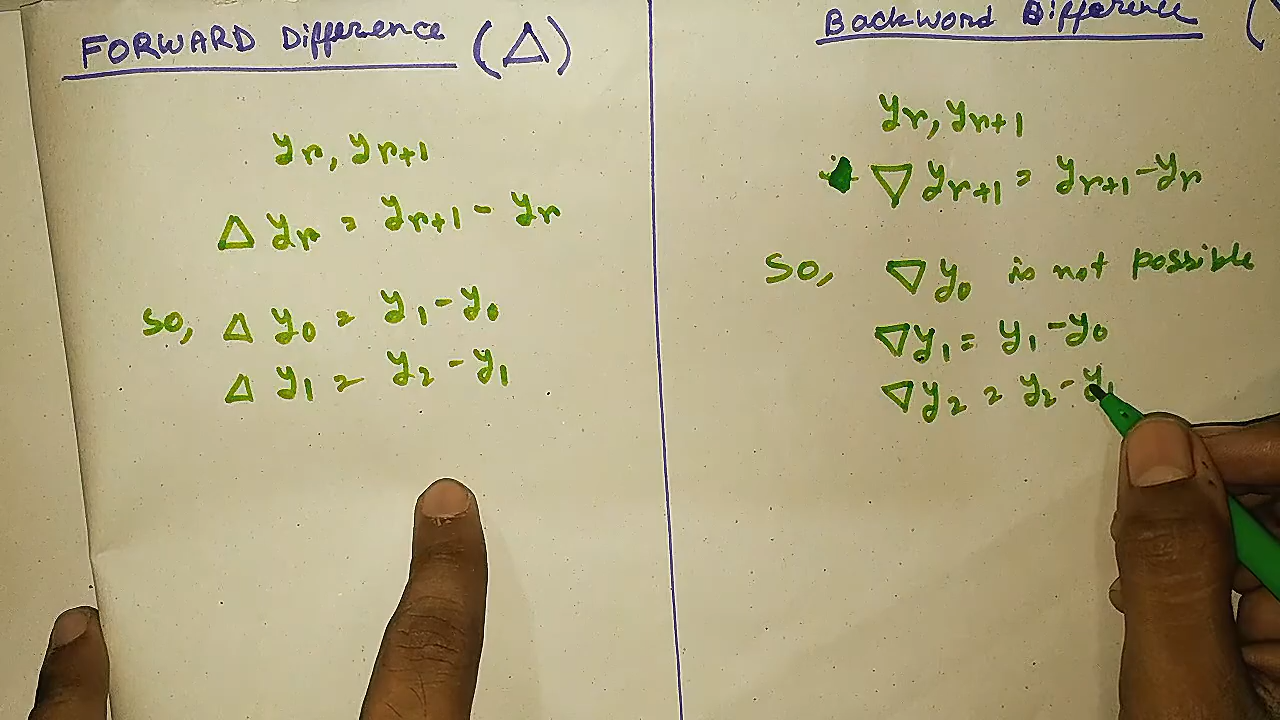 FORWARD Difference (Δ)
yr, yr+1
Δ yr = yr+1 - yr
so, Δ y0 = y1 - y0
Δ y1 = y2 - y1
Backword Difference (
yr, yr+1
∇ yr+1 = yr+1 - yr
So, ∇ y0 is not possible
∇y1 = y1 - y0
∇y2 = y2 - y1